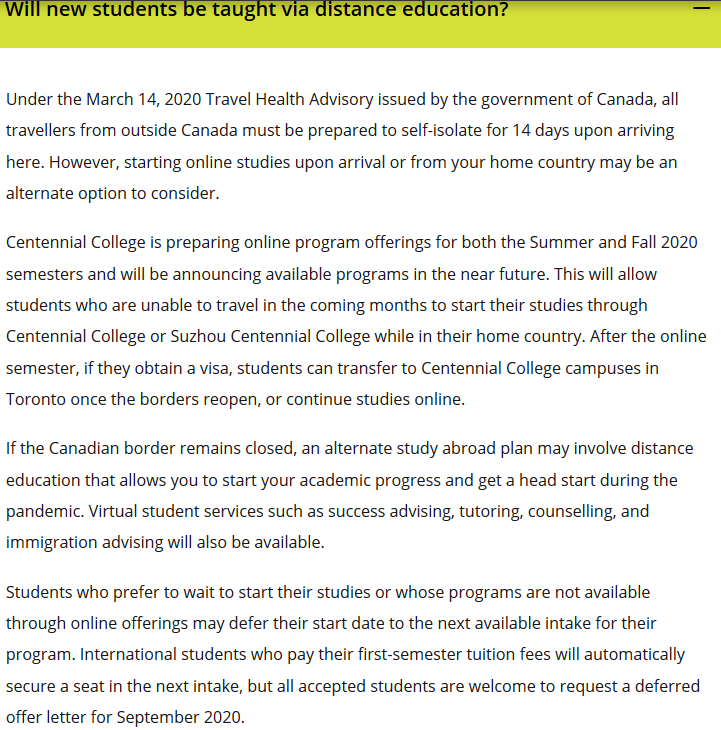 Will new students be taught via distance education?
Under the March 14, 2020 Travel Health Advisory issued by the government of Canada, all
travellers from outside Canada must be prepared to self-isolate for 14 days upon arriving
here. However, starting online studies upon arrival or from your home country may be an
alternate option to consider.
Centennial College is preparing online program offerings for both the Summer and Fall 2020
semesters and will be announcing available programs in the near future. This will allow
students who are unable to travel in the coming months to start their studies through
Centennial College or Suzhou Centennial College while in their home country. After the online
semester, if they obtain a visa, students can transfer to Centennial College campuses in
Toronto once the borders reopen, or continue studies online.
If the Canadian border remains closed, an alternate study abroad plan may involve distance
education that allows you to start your academic progress and get a head start during the
pandemic. Virtual student services such as success advising, tutoring, counselling, and
immigration advising will also be available.
Students who prefer to wait to start their studies or whose programs are not available
through online offerings may defer their start date to the next available intake for their
program. International students who pay their first-semester tuition fees will automatically
secure a seat in the next intake, but all accepted students are welcome to request a deferred
offer letter for September 2020.